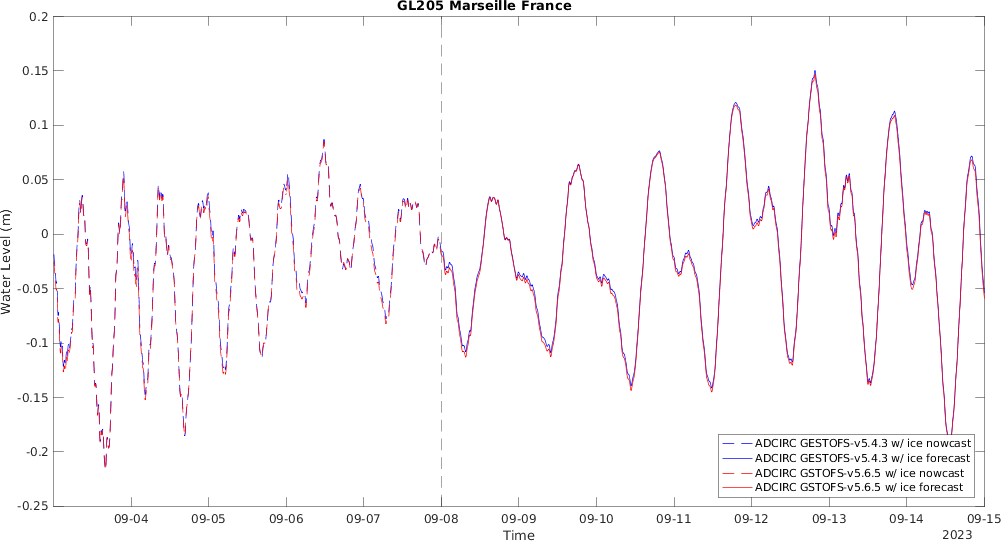 GL205 Marseille France
0.2
0.15
0.1
0.05
0
-0.05
-0.1
-0.15
-0.2
-0.25
Water Level (m)
ADCIRC GESTOFS-v5.4.3 w/ ice nowcast
ADCIRC GESTOFS-v5.4.3 w/ ice forecast
ADCIRC GSTOFS-v5.6.5 w/ ice nowcast
ADCIRC GSTOFS-v5.6.5 w/ ice forecast
09-04 09-05 09-06 09-07 09-08 09-09 09-10 09-11 09-12 09-13 09-14 09-15
Time
2023